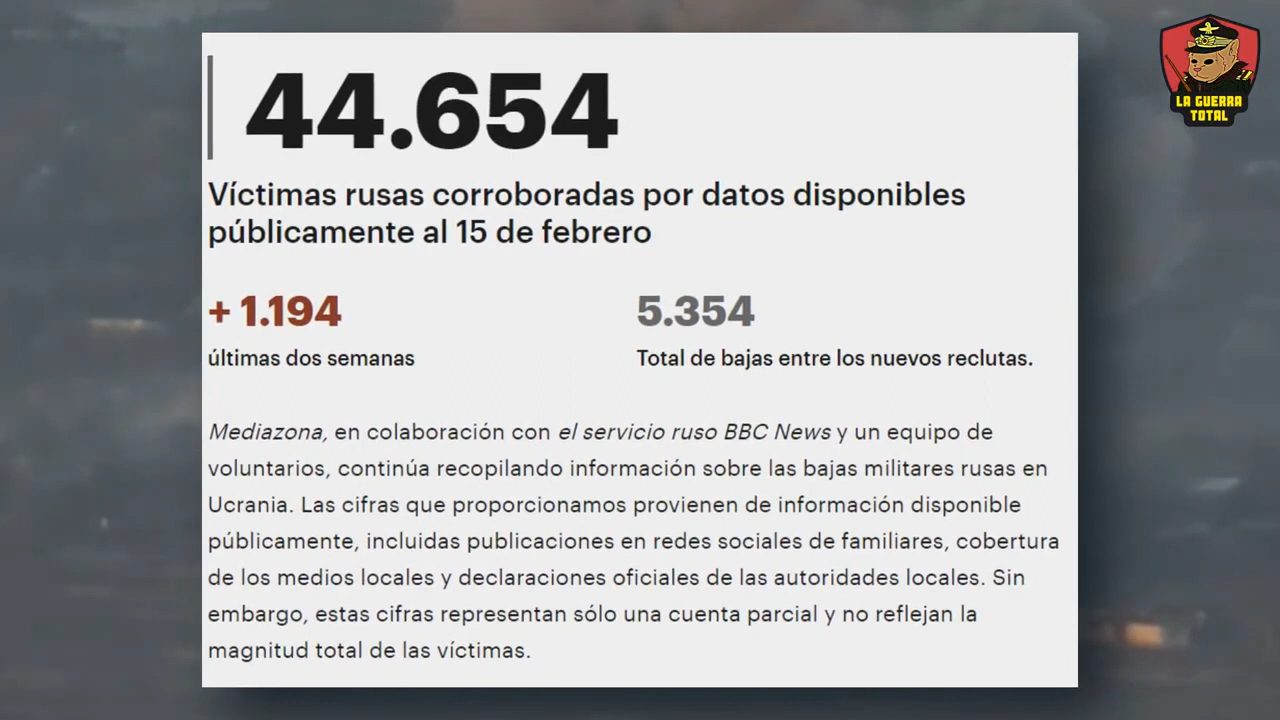 44.654
Víctimas rusas corroboradas por datos disponibles
públicamente al 15 de febrero
+ 1.194
últimas dos semanas
5.354
Total de bajas entre los nuevos reclutas.
Mediazona, en colaboración con el servicio ruso BBC News y un equipo de
voluntarios, continúa recopilando información sobre las bajas militares rusas en
Ucrania. Las cifras que proporcionamos provienen de información disponible
públicamente, incluidas publicaciones en redes sociales de familiares, cobertura
de los medios locales y declaraciones oficiales de las autoridades locales. Sin
embargo, estas cifras representan sólo una cuenta parcial y no reflejan la
magnitud total de las víctimas.
LA GUERRA
TOTAL